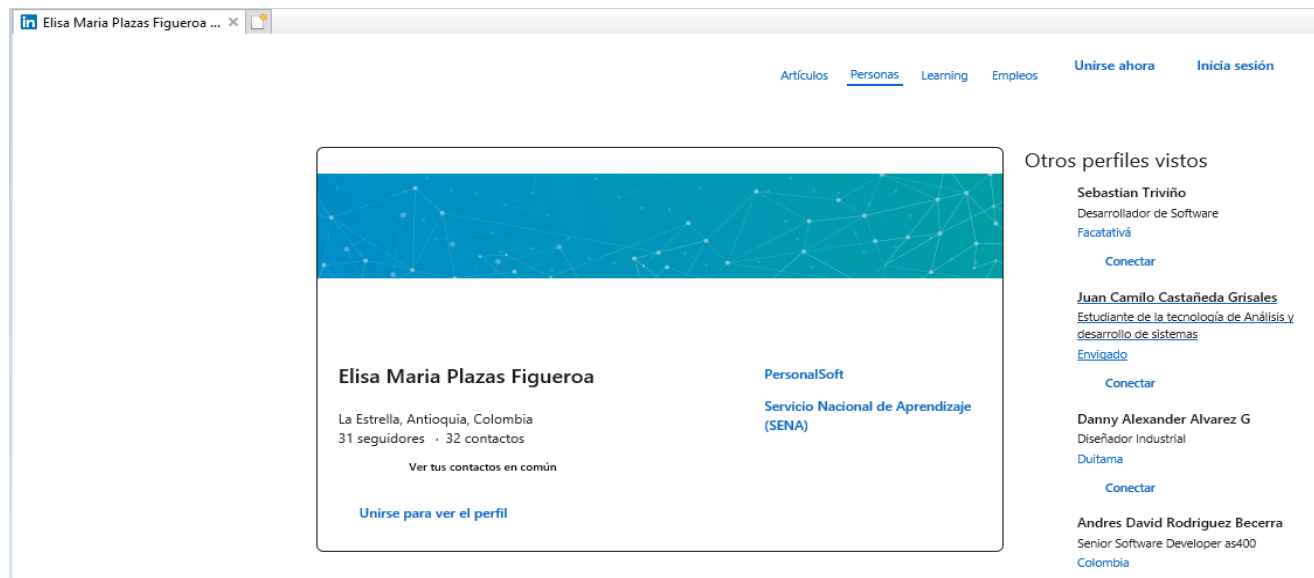 in Elisa Maria Plazas Figueroa ...
Artículos Personas Learning Empleos Unirse ahora Inicia sesión
Elisa Maria Plazas Figueroa
La Estrella, Antioquia, Colombia
31 seguidores · 32 contactos
Ver tus contactos en común
Unirse para ver el perfil
PersonalSoft
Servicio Nacional de Aprendizaje
(SENA)
Otros perfiles vistos
Sebastian Triviño
Desarrollador de Software
Facatativá
Conectar
Juan Camilo Castañeda Grisales
Estudiante de la tecnología de Análisis y
desarrollo de sistemas
Envigado
Conectar
Danny Alexander Alvarez G
Diseñador Industrial
Duitama
Conectar
Andres David Rodriguez Becerra
Senior Software Developer as400
Colombia